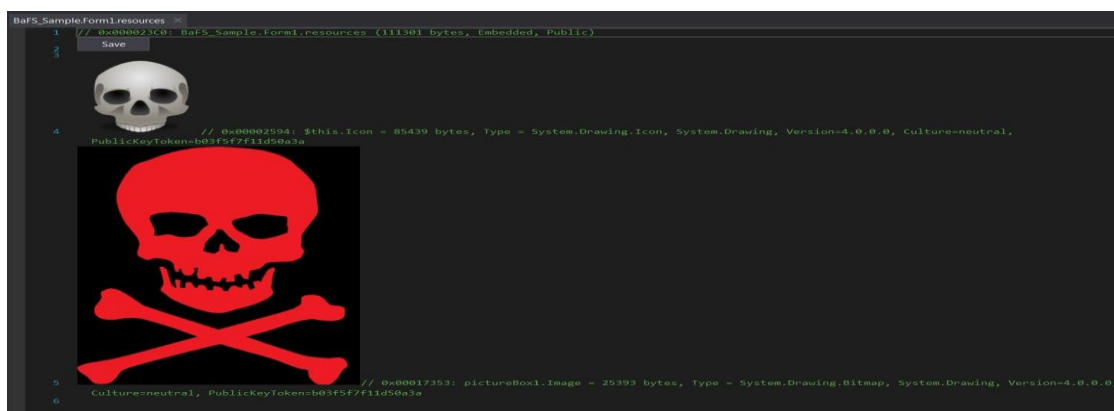 BaFS_Sample.Form1.resources ×
1 // 0x000023C0: BaFS_Sample.Form1.resources (111301 bytes, Embedded, Public)
2 Save
3
4 // 0x00002594: $this.Icon = 85439 bytes, Type = System.Drawing.Icon, System.Drawing, Version=4.0.0.0, Culture=neutral,
PublicKeyToken=b03f5f7f11d50a3a
5 // 0x00017353: pictureBox1.Image = 25393 bytes, Type = System.Drawing.Bitmap, System.Drawing, Version=4.0.0.0
Culture=neutral, PublicKeyToken=b03f5f7f11d50a3a
6